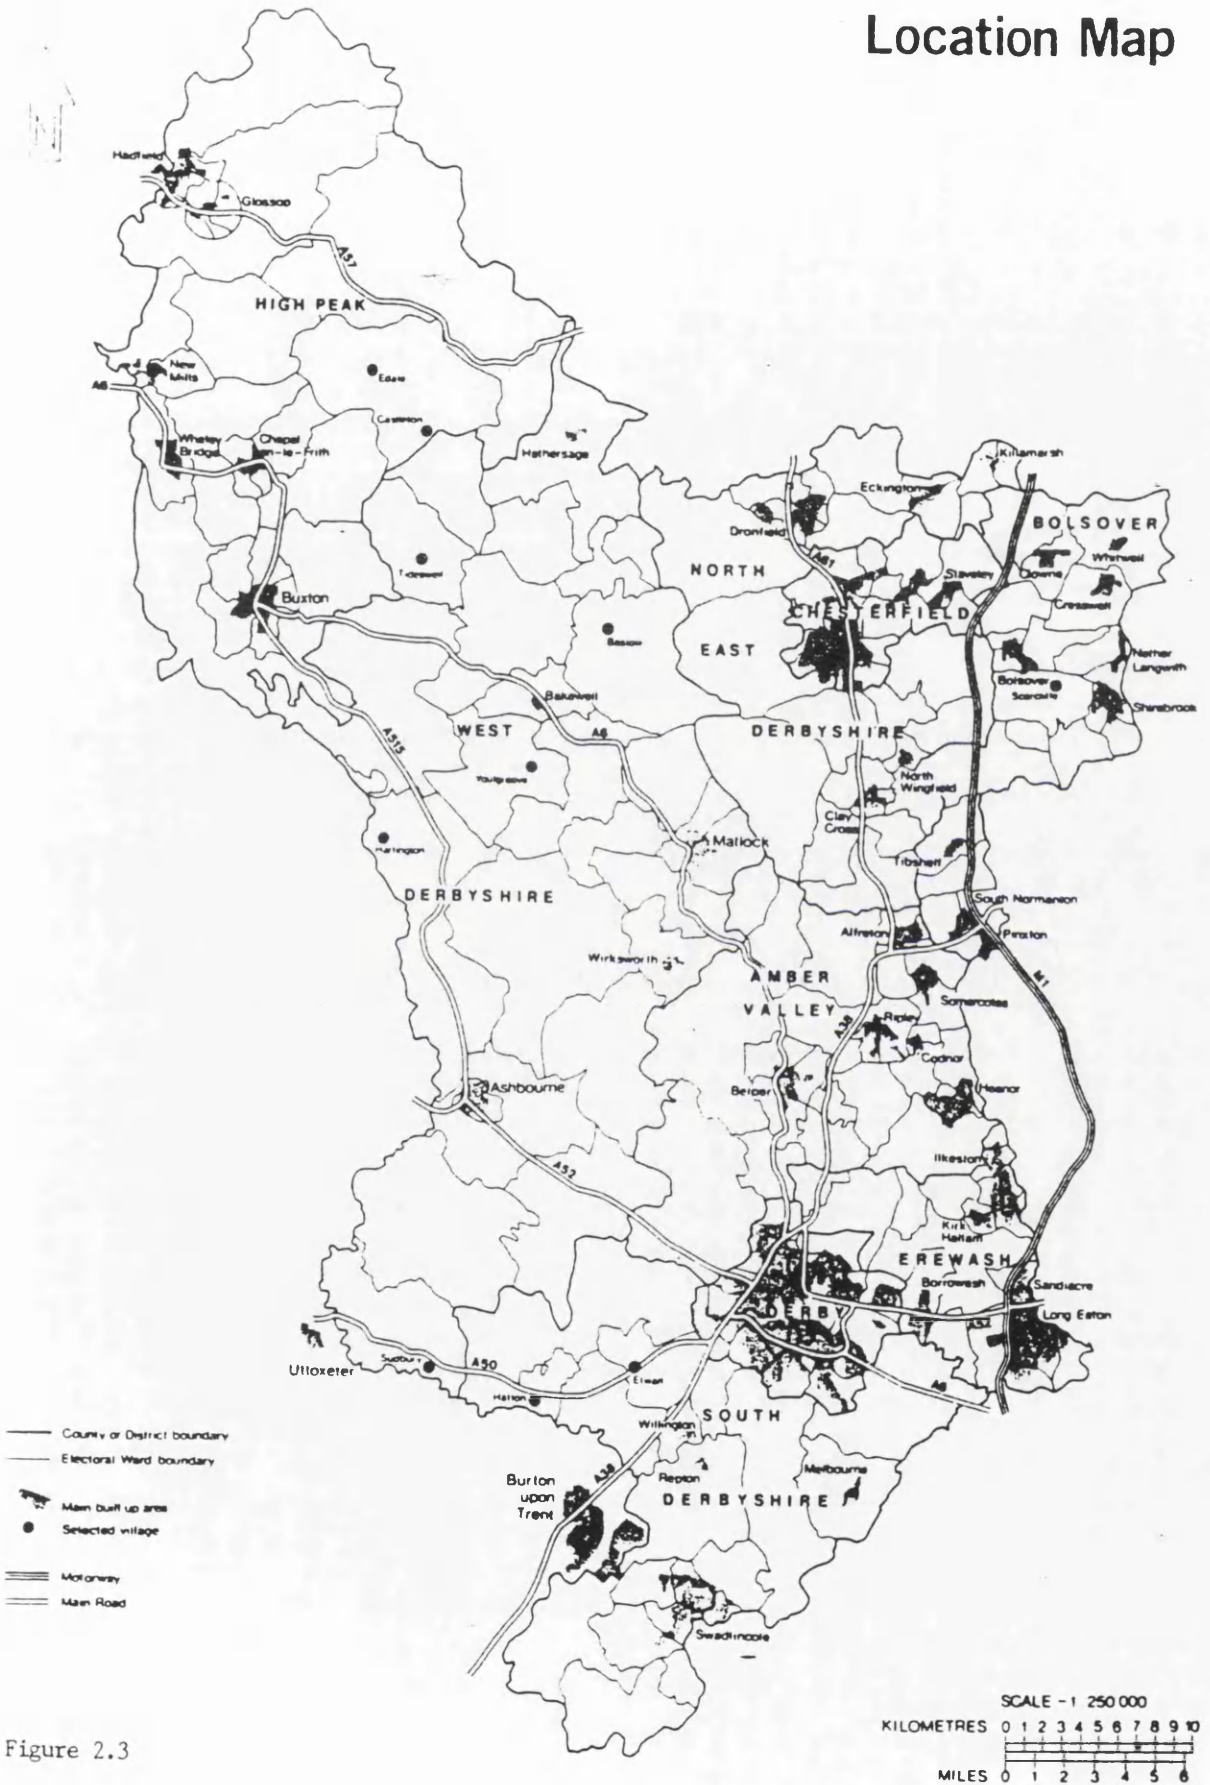 Location Map
N
Hadfield
Glossop
A57
HIGH PEAK
New
Mills
A6
Edale
Castleton
Whaley
Bridge
Chapel
en-le-Frith
Hathersage
Killamarsh
Eckington
Dronfield
BOLSOVER
Whitwell
Clowne
Creswell
A61
Staveley
NORTH
Tideswell
Buxton
CHESTERFIELD
Baslow
EAST
Nether
Langwith
Bolsover
Scarcliffe
Shirebrook
Bakewell
A515
WEST
A6
DERBYSHIRE
Youlgreave
North
Wingfield
Clay
Cross
Hartington
Matlock
Tibshelf
DERBYSHIRE
South Normanton
Alfreton
Pinxton
Wirksworth
AMBER
M1
Somercotes
VALLEY
A38
Ripley
Codnor
Ashbourne
Belper
Heanor
A52
Ilkeston
Kirk
Hallam
EREWASH
Borrowash
Sandiacre
DERBY
A52
Long Eaton
Uttoxeter
Sudbury
A50
Etwall
A6
Hatton
SOUTH
Willington
County or District boundary
Electoral Ward boundary
Main built up area
Selected village
Motorway
Main Road
Burton
upon
Trent
A38
Repton
Melbourne
DERBYSHIRE
Swadlincote
SCALE - 1 250 000
KILOMETRES 0 1 2 3 4 5 6 7 8 9 10
MILES 0 1 2 3 4 5 6
Figure 2.3